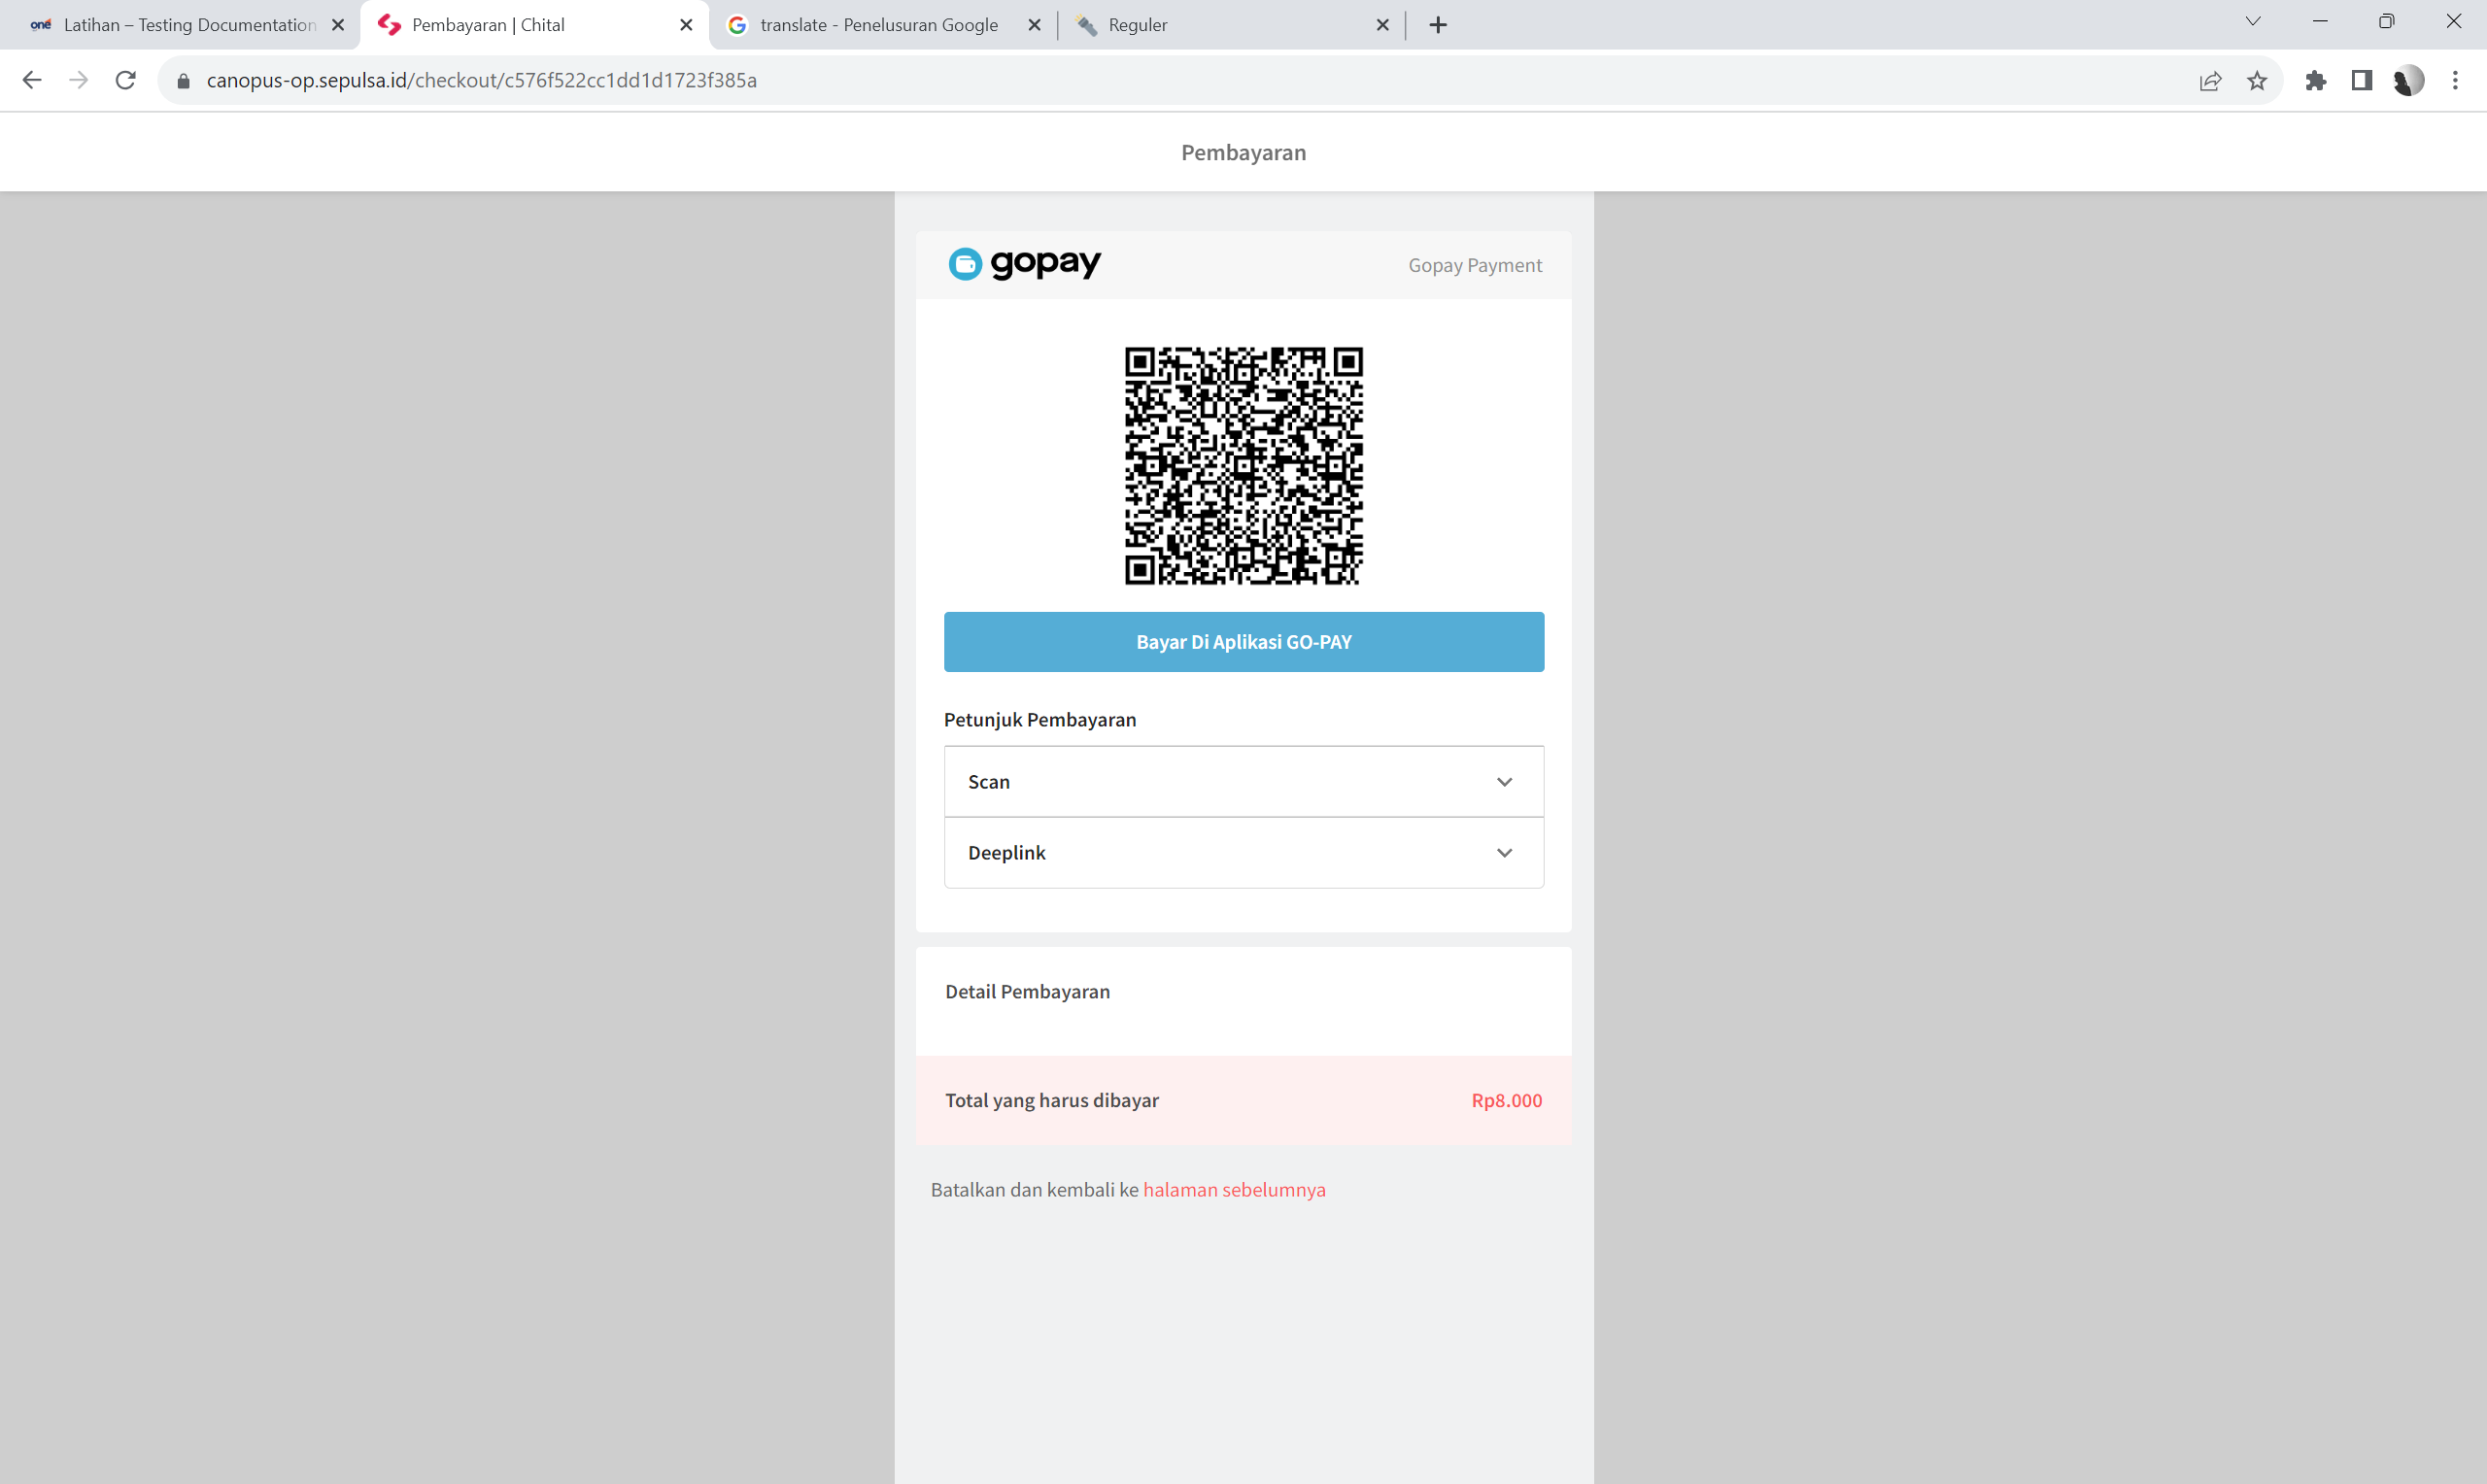 one Latihan – Testing Documentation
Pembayaran | Chital
translate - Penelusuran Google
Reguler
canopus-op.sepulsa.id/checkout/c576f522cc1dd1d1723f385a
Pembayaran
gopay
Gopay Payment
Bayar Di Aplikasi GO-PAY
Petunjuk Pembayaran
Scan
Deeplink
Detail Pembayaran
Total yang harus dibayar
Rp8.000
Batalkan dan kembali ke halaman sebelumnya